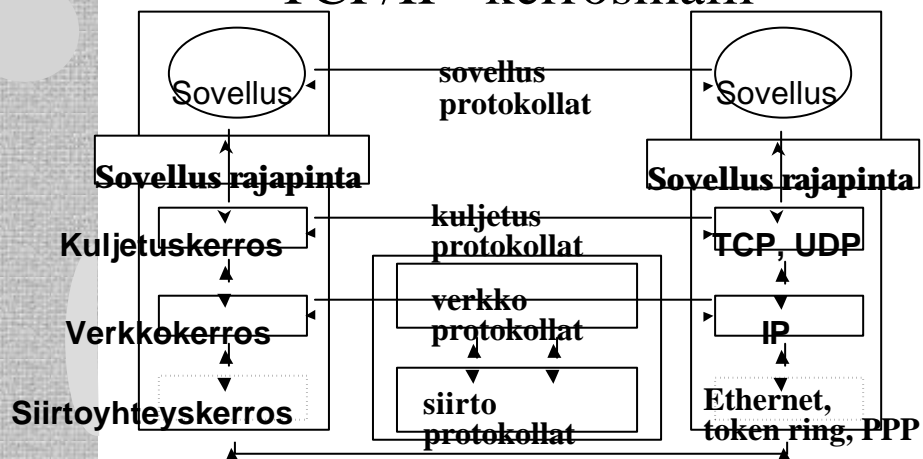 TCP/IP -kerrosmalli
Sovellus
sovellus
protokollat
Sovellus
Sovellus rajapinta
Sovellus rajapinta
Kuljetuskerros
kuljetus
protokollat
TCP, UDP
Verkkokerros
verkko
protokollat
IP
Siirtoyhteyskerros
siirto
protokollat
Ethernet,
token ring, PPP